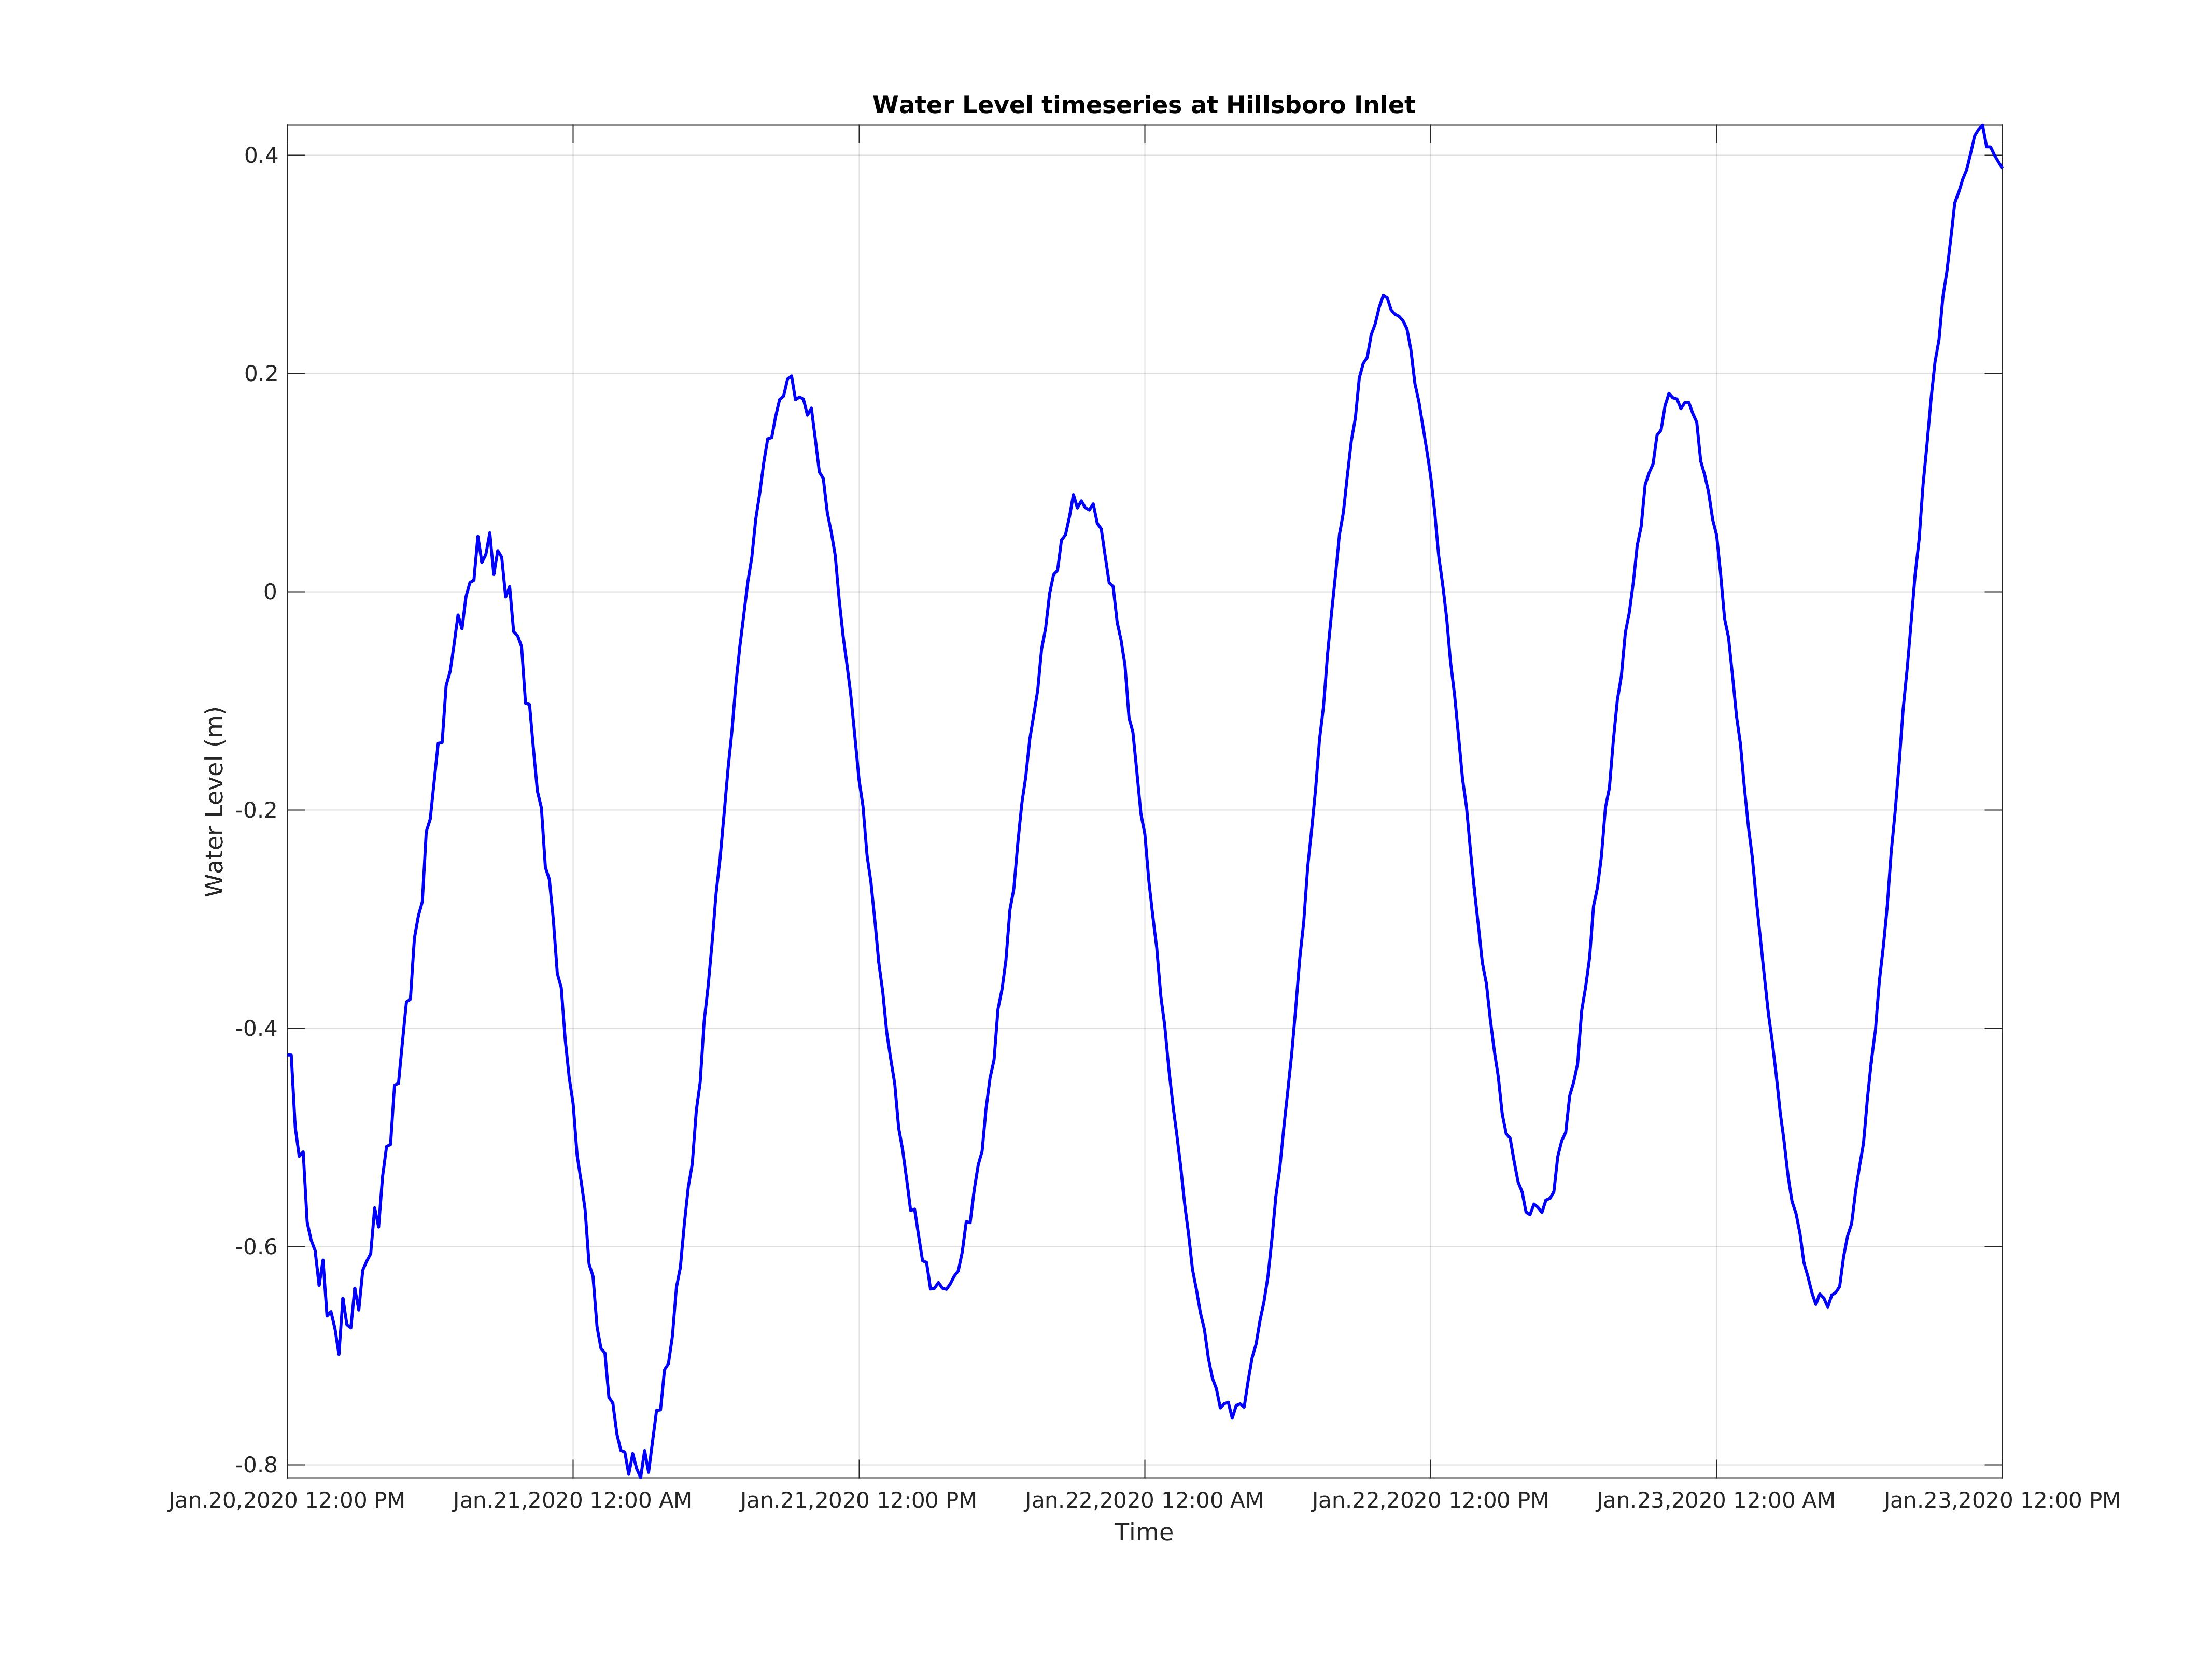 Water Level timeseries at Hillsboro Inlet
0.4
0.2
0
-0.2
-0.4
-0.6
-0.8
Water Level (m)
Jan.20,2020 12:00 PM
Jan.21,2020 12:00 AM
Jan.21,2020 12:00 PM
Jan.22,2020 12:00 AM
Jan.22,2020 12:00 PM
Jan.23,2020 12:00 AM
Jan.23,2020 12:00 PM
Time